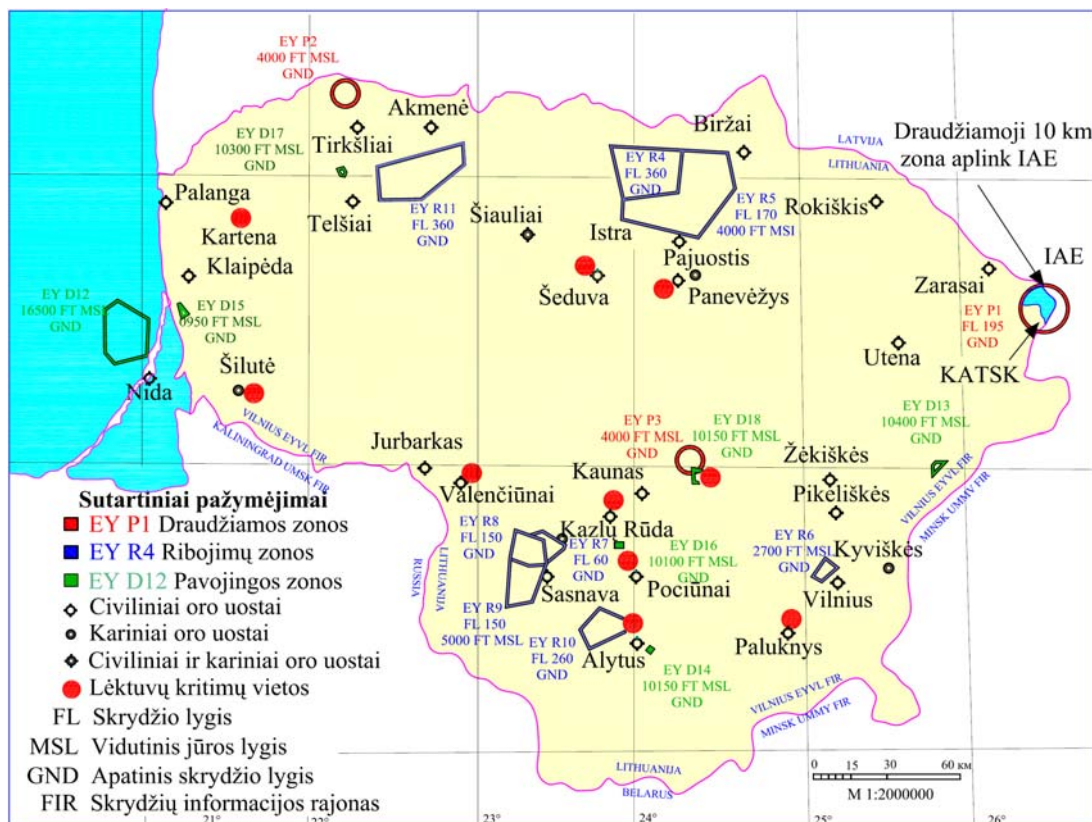 EY P2
4000 FT MSL
GND
Akmenė
Tirkšliai
EY D17
10300 FT MSL
GND
Biržai
LATVIJA
LITHUANIA
Draudžiamoji 10 km
zona aplink IAE
Palanga
Telšiai
EY R11
FL 360
GND
Šiauliai
EY R4
FL 360
GND
EY R5
FL 170
4000 FT MSI
Rokiškis
Kartena
Istra
Pajuostis
Klaipėda
Šeduva
Panevėžys
Zarasai
IAE
EY D12
16500 FT MSL
GND
EY D15
0950 FT MSL
GND
EY P1
FL 195
GND
Utena
KATSK
Nida
Šilutė
VILNIUS EYVL FIR
KALININGRAD UMSK FIR
Jurbarkas
EY P3
4000 FT MSL
GND
EY D18
10150 FT MSL
GND
EY D13
10400 FT MSL
GND
Žėkiškės
Kaunas
Valenčiūnai
Pikeliškės
VILNIUS EYVL FIR
MINSK UMMV FIR
Sutartiniai pažymėjimai
EY P1 Draudžiamos zonos
EY R4 Ribojimų zonos
EY D12 Pavojingos zonos
Civiliniai oro uostai
Kariniai oro uostai
Civiliniai ir kariniai oro uostai
Lėktuvų kritimų vietos
FL Skrydžio lygis
MSL Vidutinis jūros lygis
GND Apatinis skrydžio lygis
FIR Skrydžių informacijos rajonas
EY R8
FL 150
GND
Kazlų Rūda
EY R7
FL 60
GND
EY D16
10100 FT MSL
GND
EY R6
2700 FT MSL
GND
Kyviškės
LITHUANIJA
RUSSIA
Sasnava
Pociūnai
Vilnius
EY R9
FL 150
5000 FT MSL
EY R10
FL 260
GND
Alytus
Paluknys
EY D14
10150 FT MSL
GND
VILNIUS EYVL FIR
MINSK UMMY FIR
LITHUANIJA
BELARUS
0 15 30 60 км
M 1:2000000
21° 22° 23° 24° 25° 26°